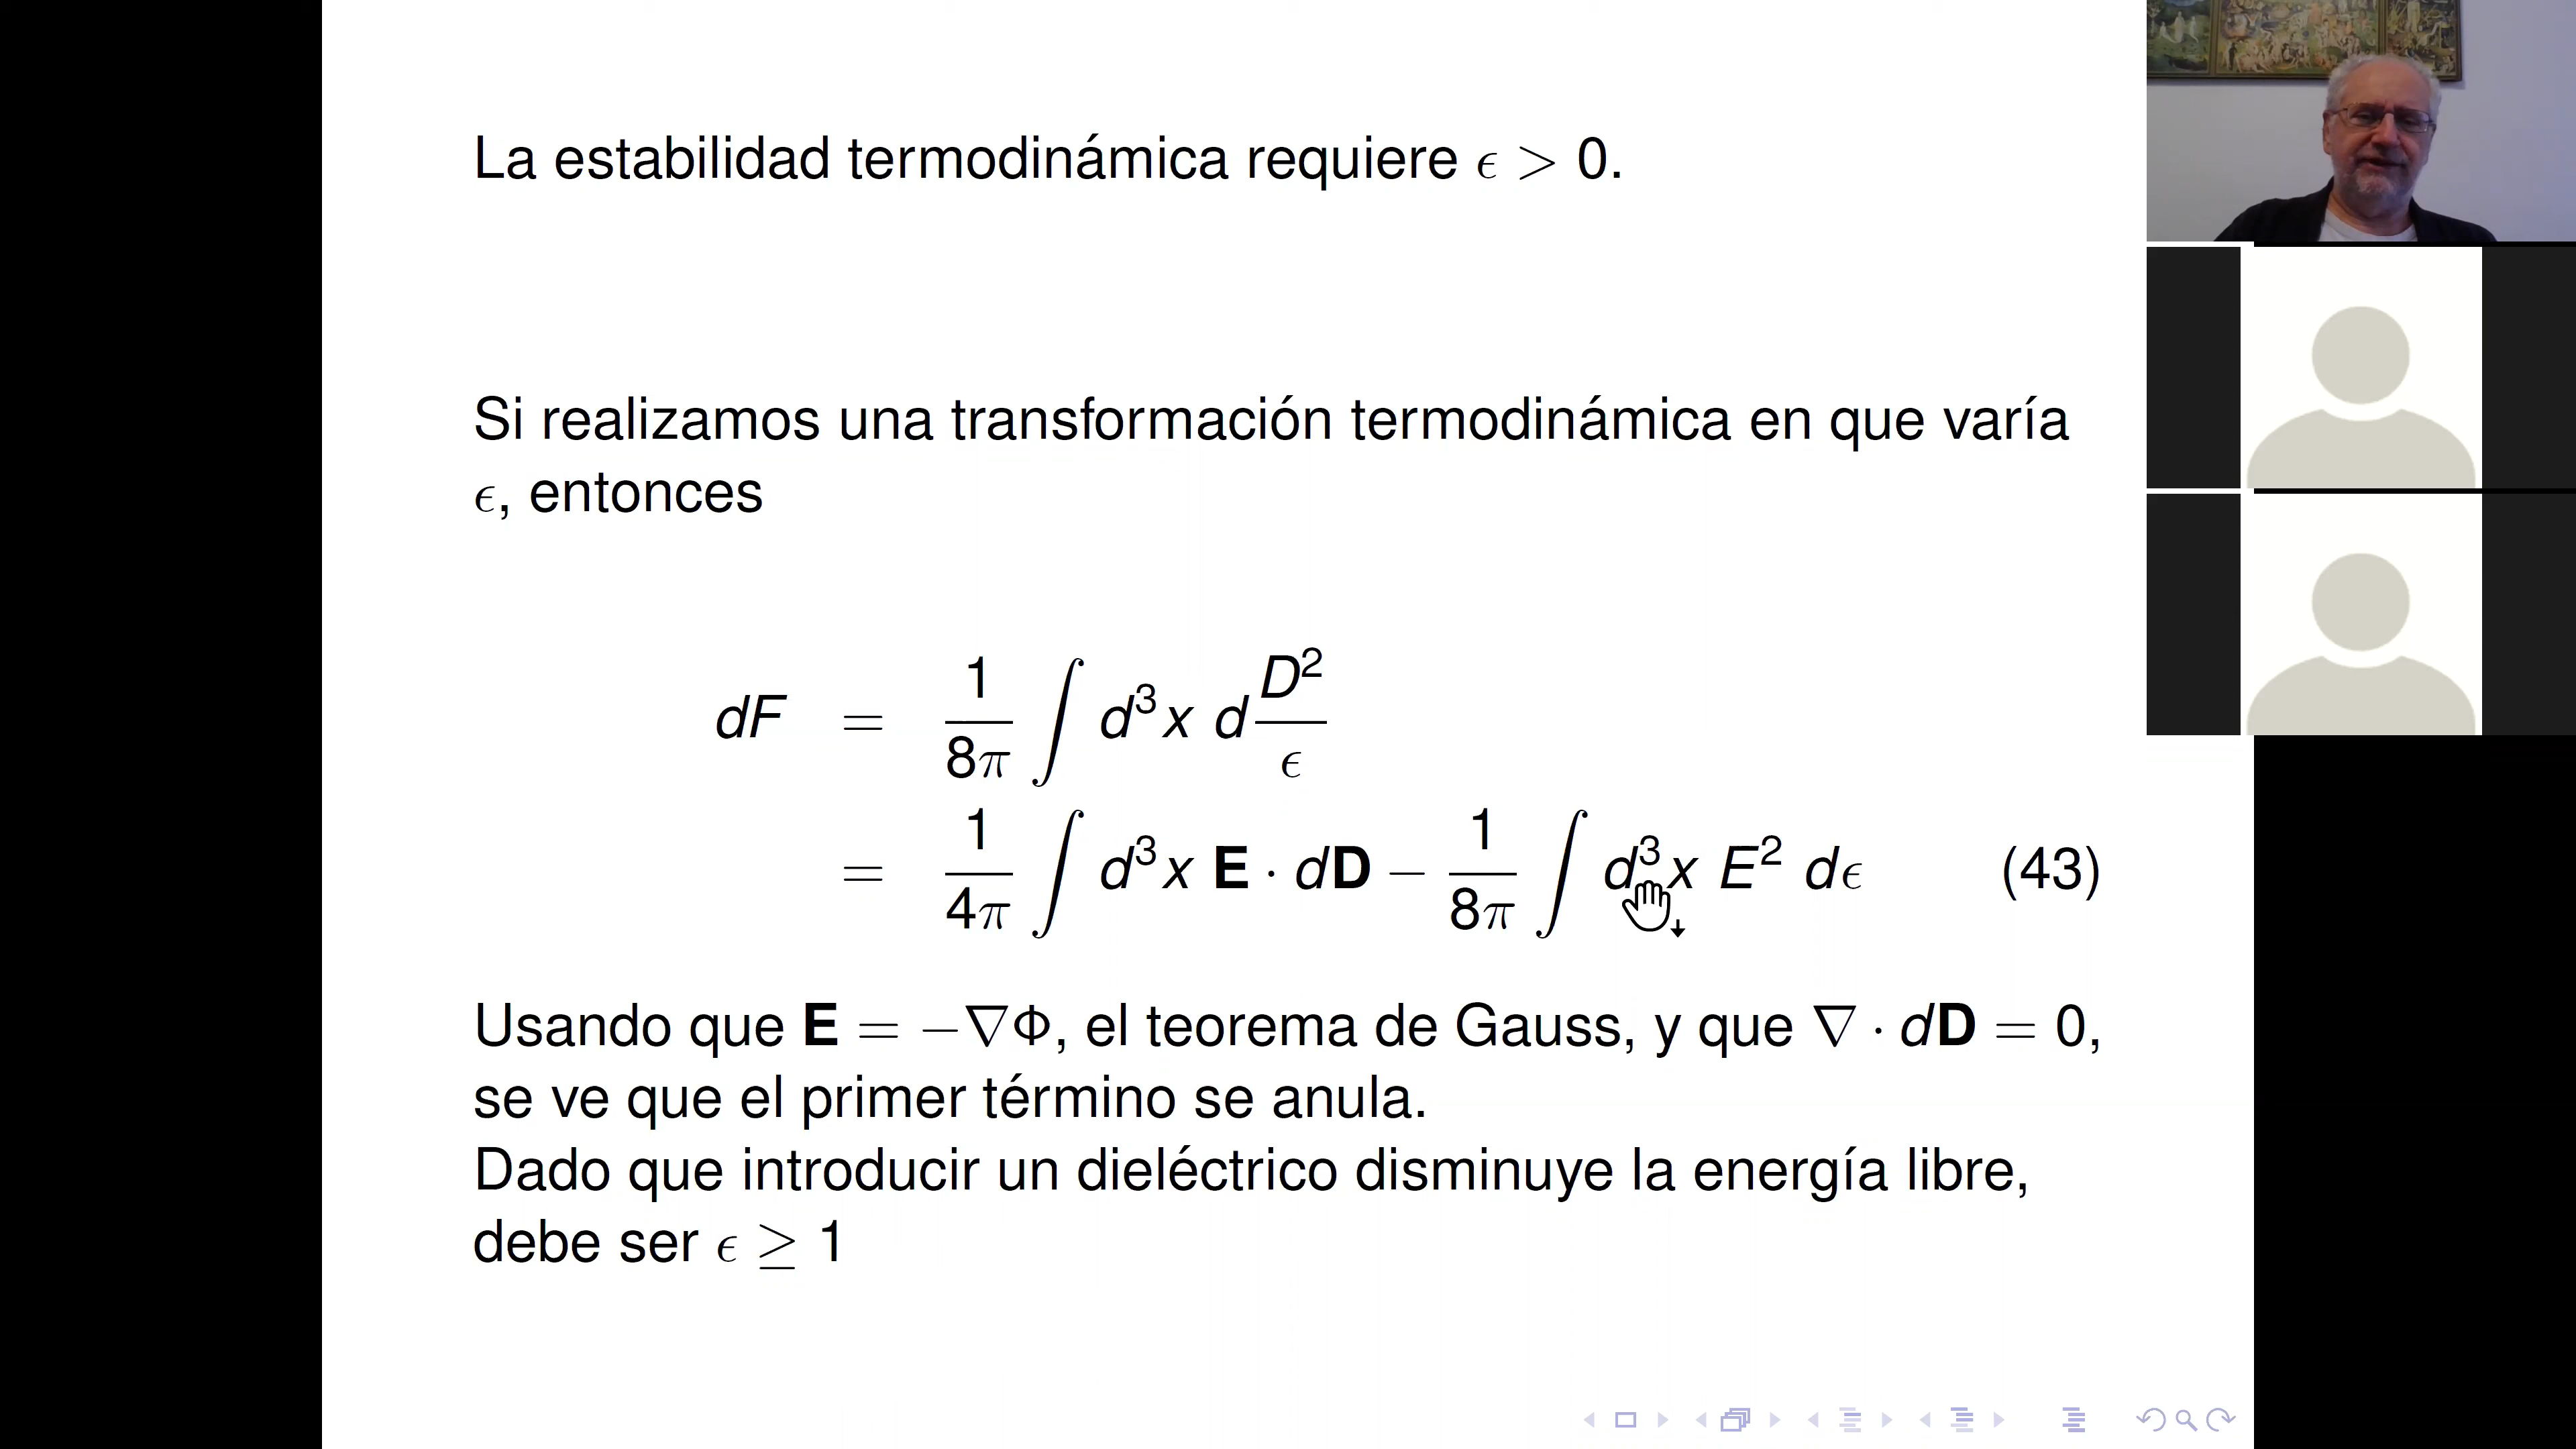 La estabilidad termodinámica requiere ϵ > 0.
Si realizamos una transformación termodinámica en que varía
ϵ, entonces
dF = 1/8π ∫ d³x d D²/ϵ
= 1/4π ∫ d³x E · dD − 1/8π ∫ d³x E² dϵ (43)
Usando que E = −∇Φ, el teorema de Gauss, y que ∇ · dD = 0,
se ve que el primer término se anula.
Dado que introducir un dieléctrico disminuye la energía libre,
debe ser ϵ ≥ 1